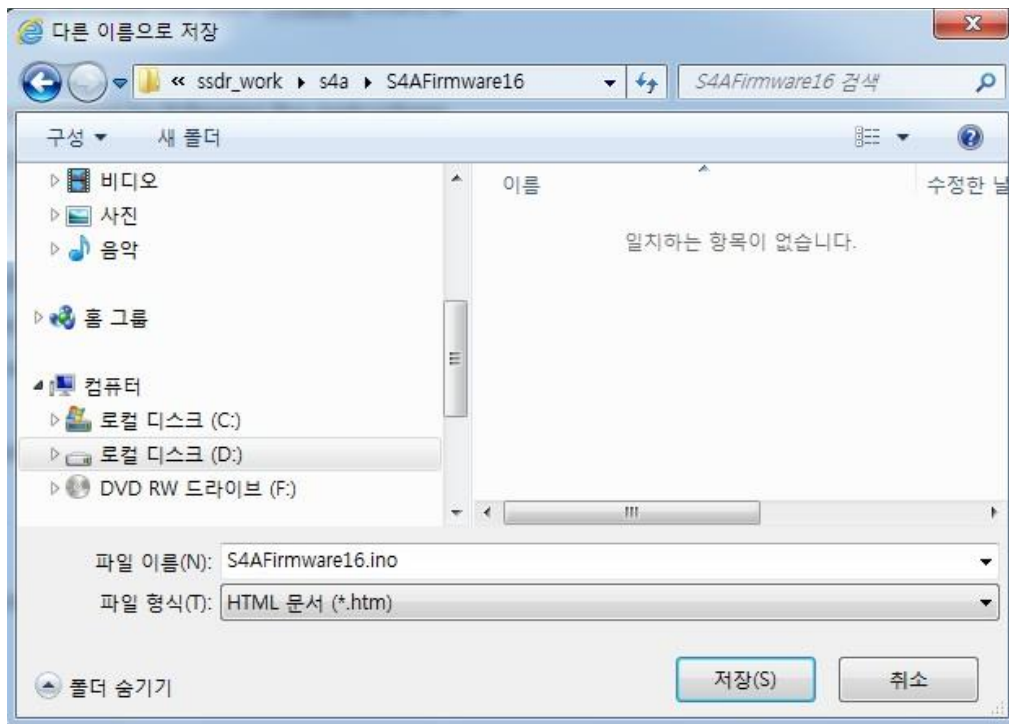 다른 이름으로 저장
« ssdr_work ▸ s4a ▸ S4AFirmware16
S4AFirmware16 검색
구성 새 폴더
비디오
사진
음악
홈 그룹
컴퓨터
로컬 디스크 (C:)
로컬 디스크 (D:)
DVD RW 드라이브 (F:)
이름 수정한 날
일치하는 항목이 없습니다.
파일 이름(N): S4AFirmware16.ino
파일 형식(T): HTML 문서 (*.htm)
폴더 숨기기 저장(S) 취소